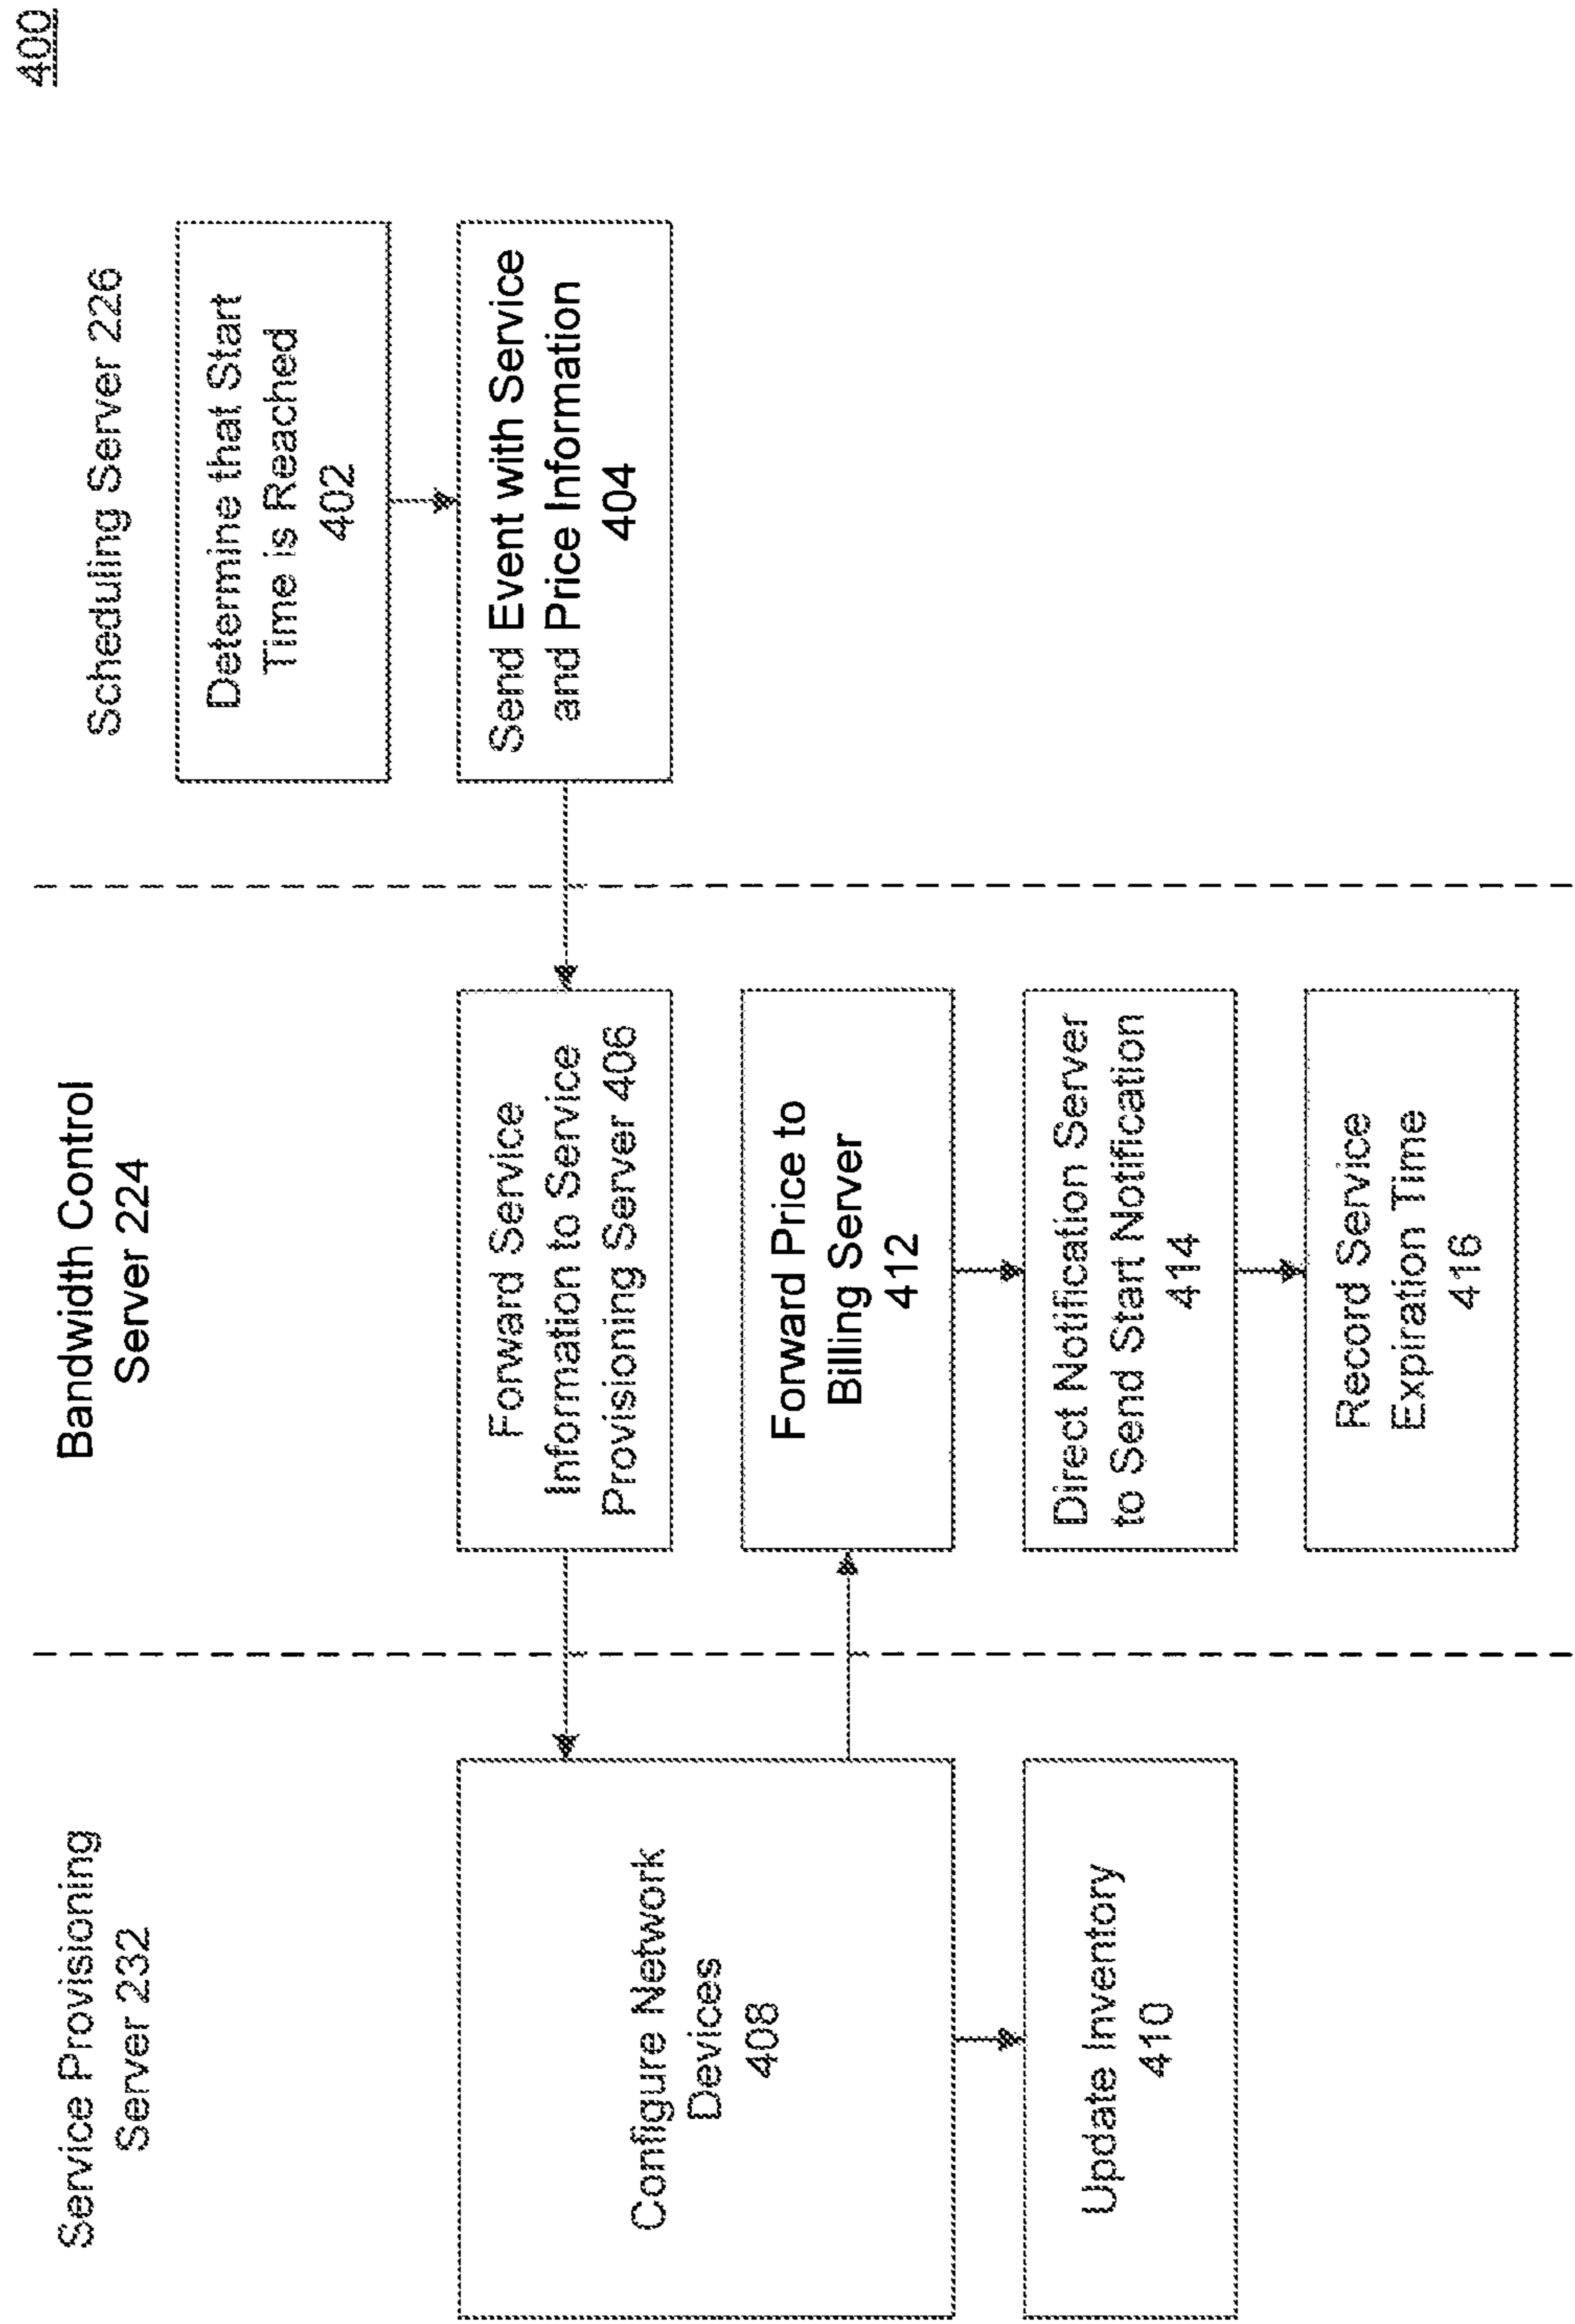 400
Service Provisioning
Server 232
Bandwidth Control
Server 224
Scheduling Server 226
Determine that Start
Time is Reached
402
Send Event with Service
and Price Information
404
Forward Service
Information to Service
Provisioning Server 406
Configure Network
Devices
408
Update Inventory
410
Forward Price to
Billing Server
412
Direct Notification Server
to Send Start Notification
414
Record Service
Expiration Time
416